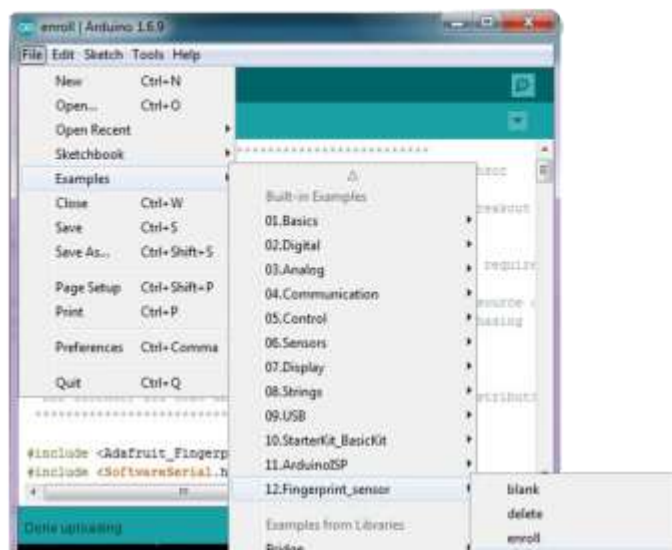 enroll | Arduino 1.6.9
File Edit Sketch Tools Help
New Ctrl+N
Open... Ctrl+O
Open Recent
Sketchbook
Examples
Close Ctrl+W
Save Ctrl+S
Save As... Ctrl+Shift+S
Page Setup Ctrl+Shift+P
Print Ctrl+P
Preferences Ctrl+Comma
Quit Ctrl+Q
Built-in Examples
01.Basics
02.Digital
03.Analog
04.Communication
05.Control
06.Sensors
07.Display
08.Strings
09.USB
10.StarterKit_BasicKit
11.ArduinoISP
12.Fingerprint_sensor
Examples from Libraries
Bridge
blank
delete
enroll
require
#include <Adafruit_Fingerp
#include <SoftwareSerial.h
Done uploading